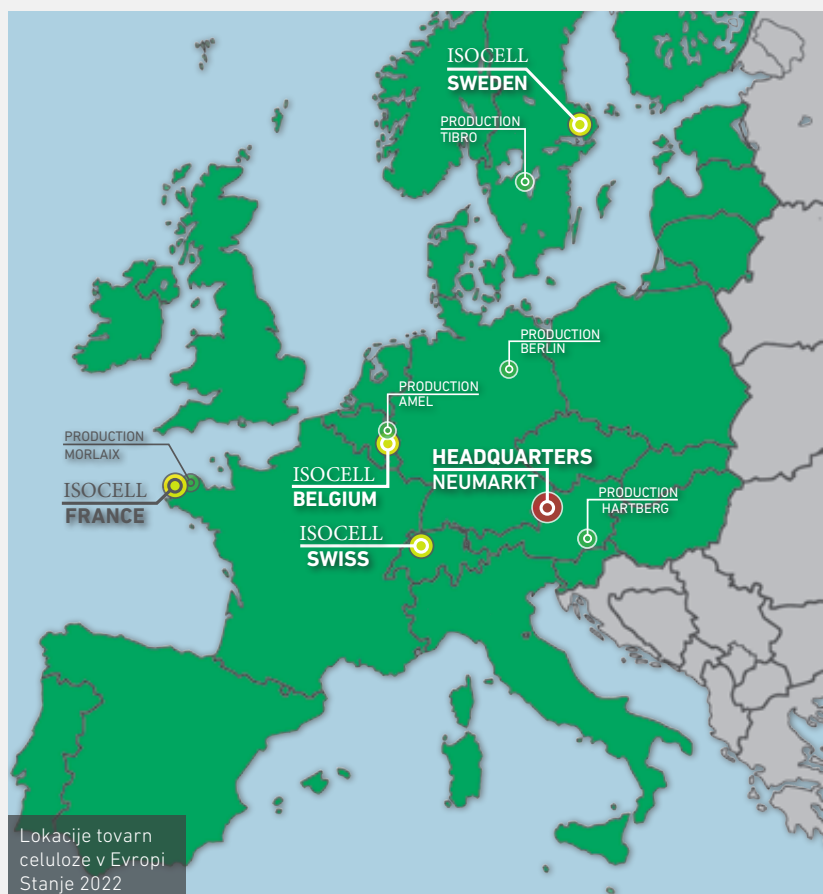 ISOCELL
SWEDEN
PRODUCTION
TIBRO
PRODUCTION
BERLIN
PRODUCTION
AMEL
PRODUCTION
MORLAIX
ISOCELL
FRANCE
ISOCELL
BELGIUM
HEADQUARTERS
NEUMARKT
PRODUCTION
HARTBERG
ISOCELL
SWISS
Lokacije tovarn
celuloze v Evropi
Stanje 2022